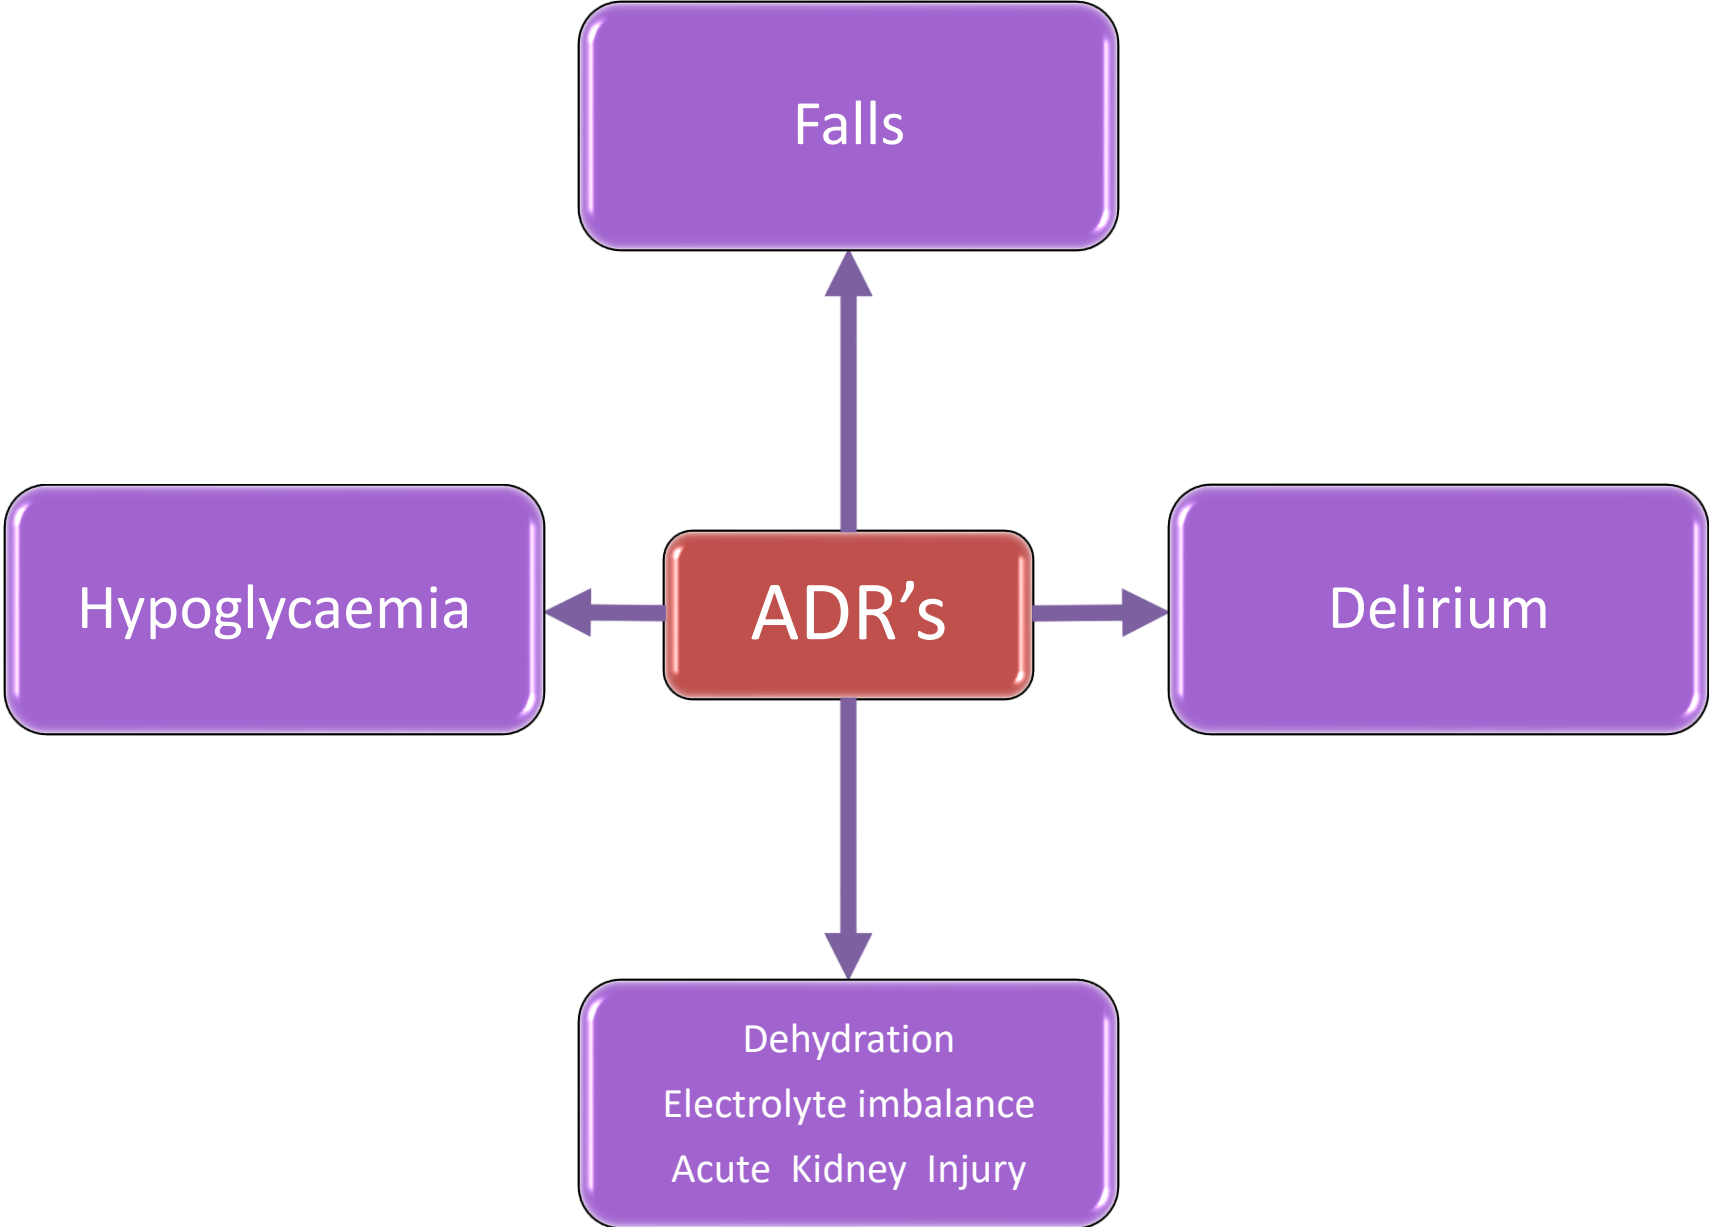 Falls
Hypoglycaemia
ADR’s
Delirium
Dehydration
Electrolyte imbalance
Acute Kidney Injury